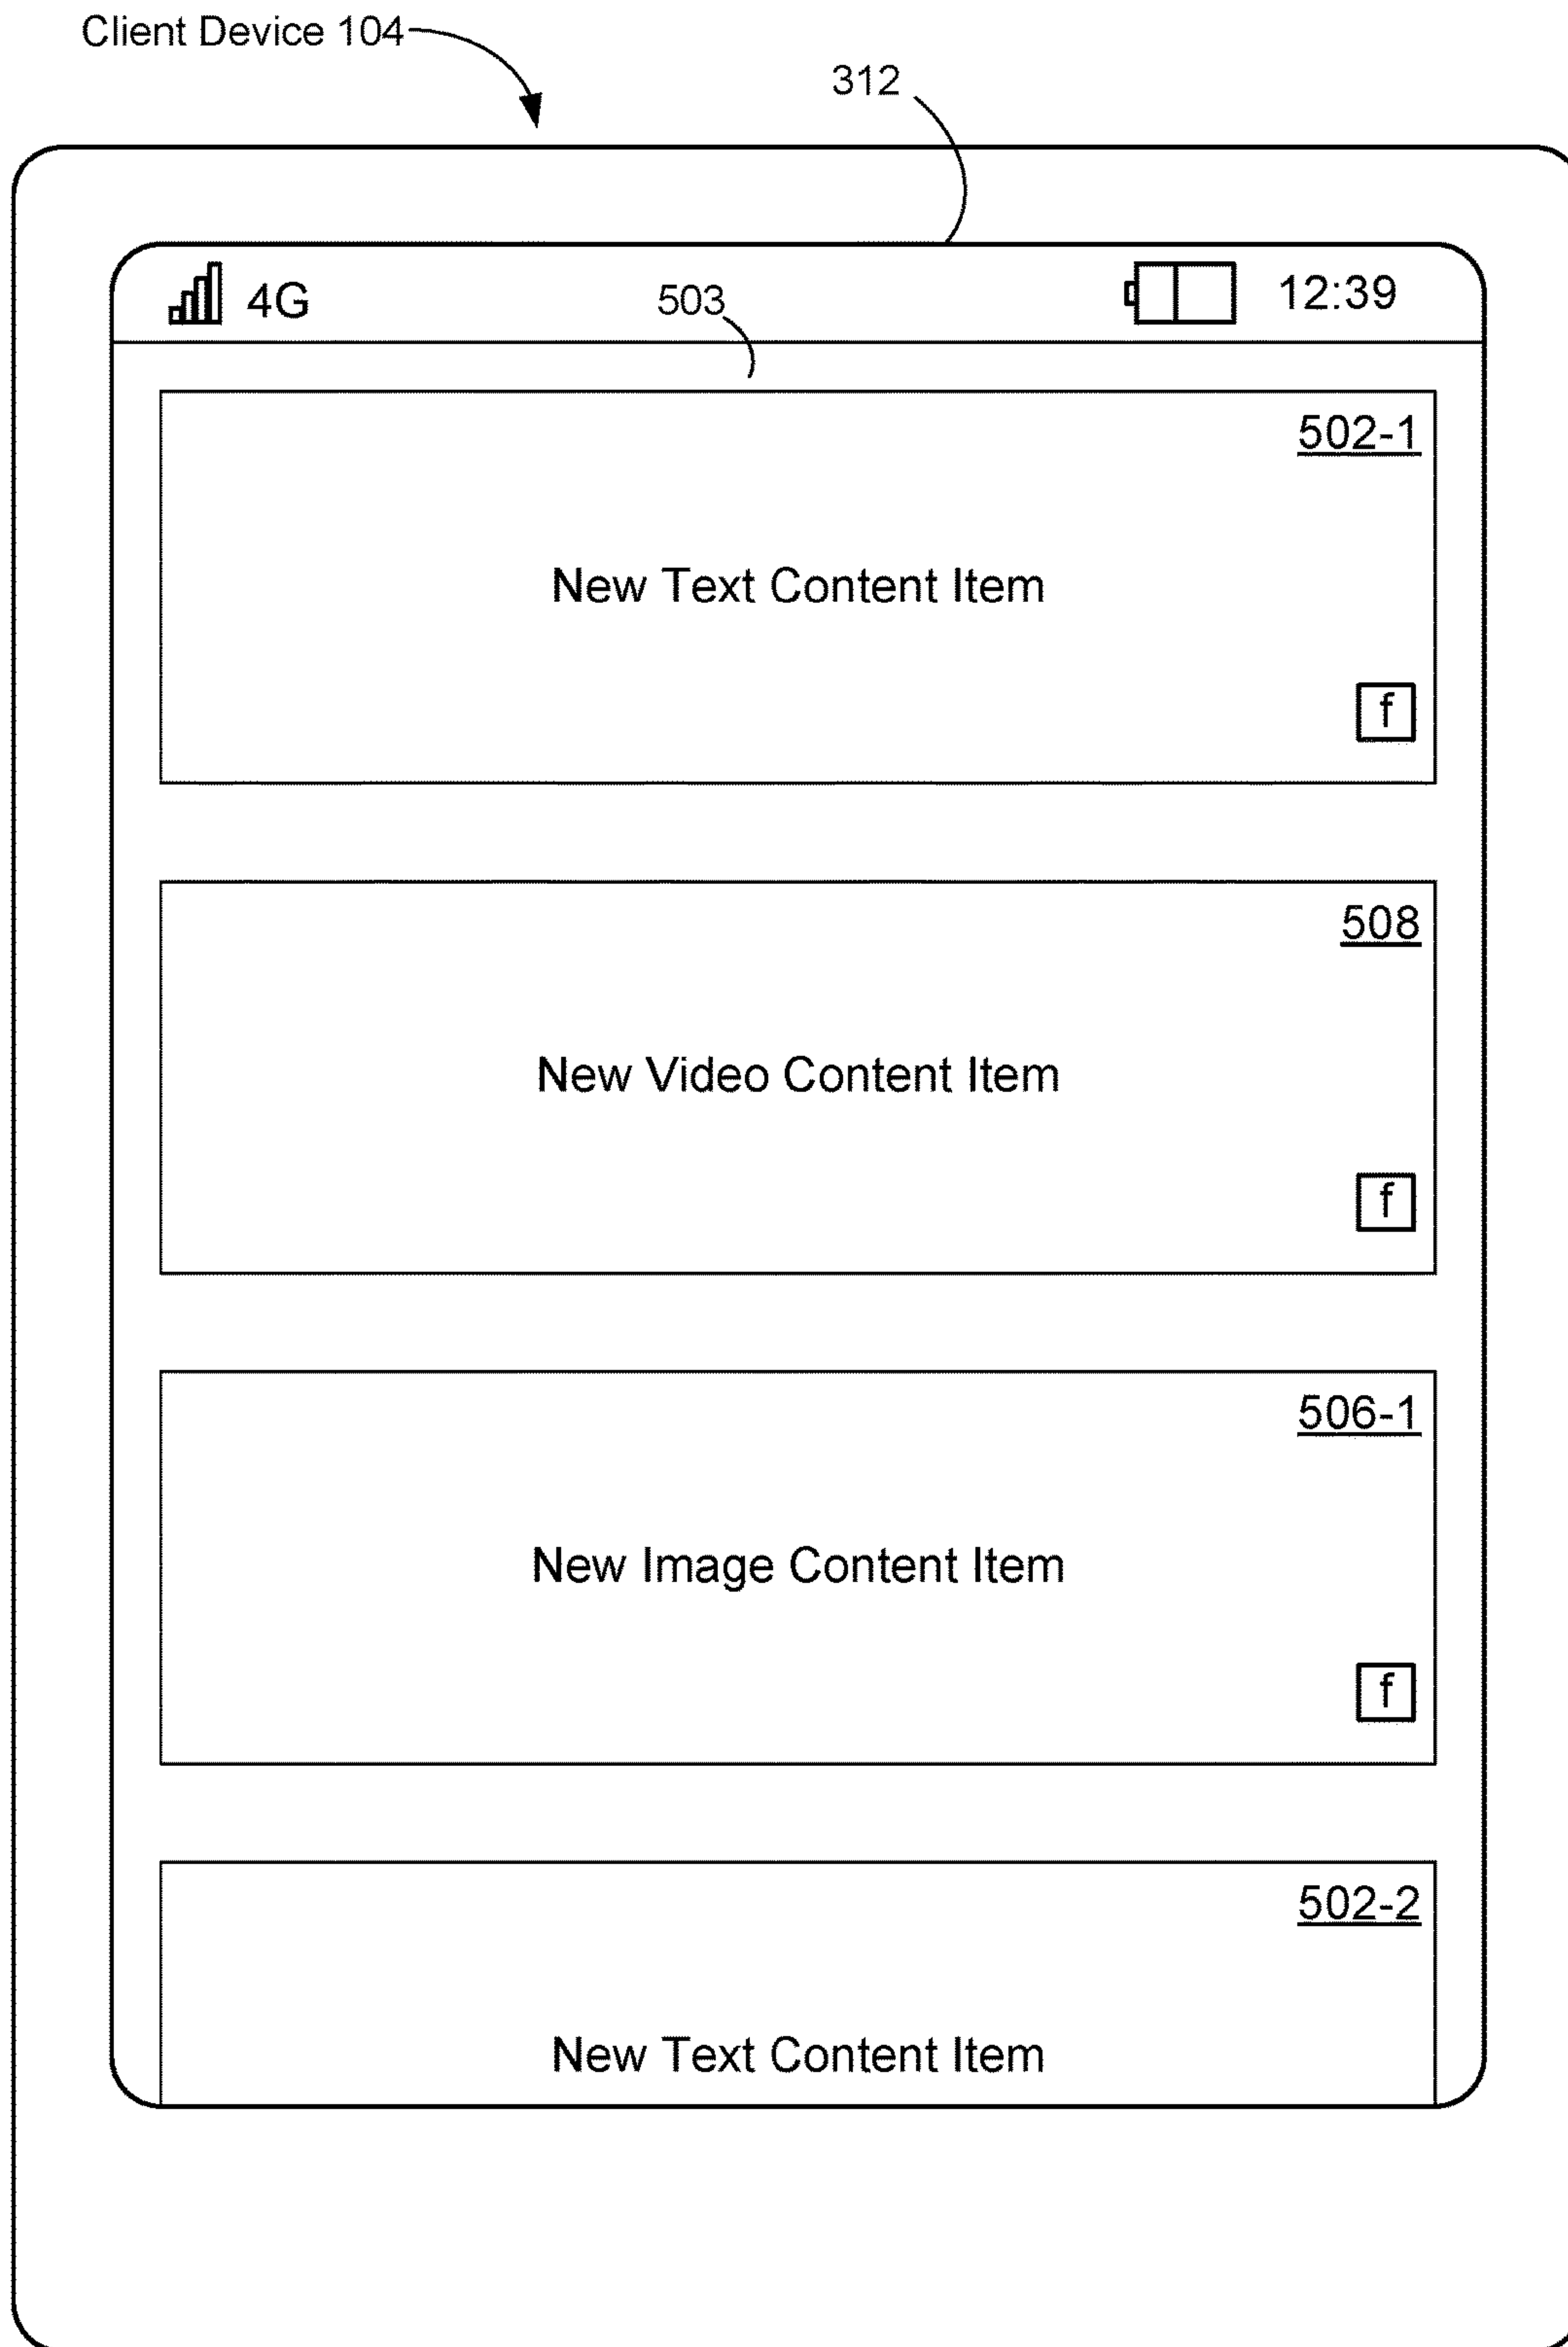 Client Device 104
312
4G
503
12:39
502-1
New Text Content Item
f
508
New Video Content Item
f
506-1
New Image Content Item
f
502-2
New Text Content Item